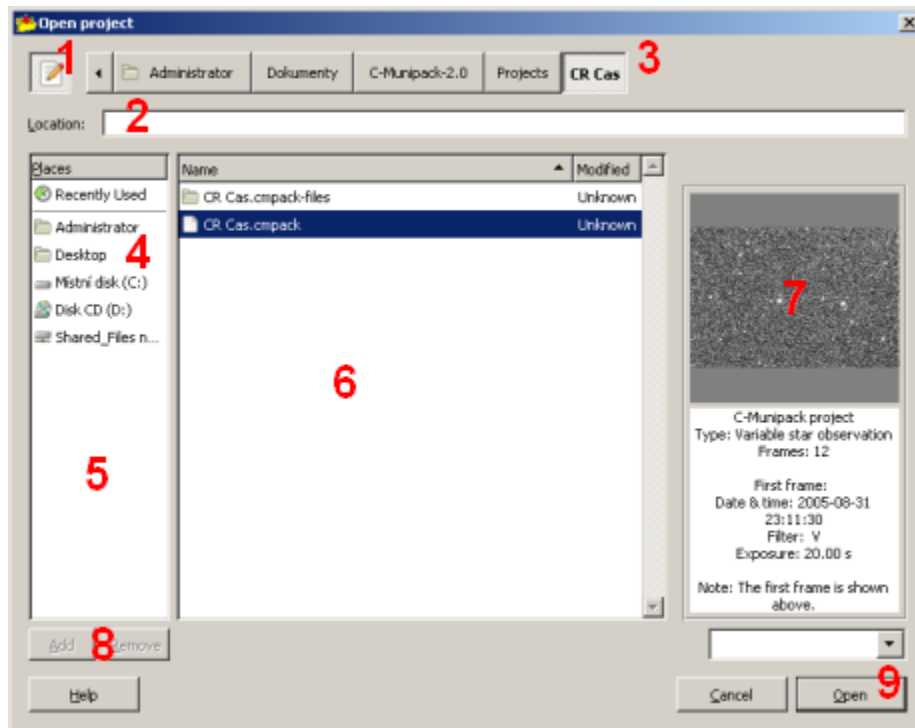 Open project
1
Administrator Dokumenty C-Munipack-2.0 Projects CR Cas 3
Location: 2
Places
Recently Used
Administrator
Desktop 4
Místní disk (C:)
Disk CD (D:)
Shared_Files n...
5
Name Modified
CR Cas.cmpack-files Unknown
CR Cas.cmpack Unknown
6
7
C-Munipack project
Type: Variable star observation
Frames: 12
First frame:
Date & time: 2005-08-31
23:11:30
Filter: V
Exposure: 20.00 s
Note: The first frame is shown
above.
Add 8 Remove
Help Cancel Open 9